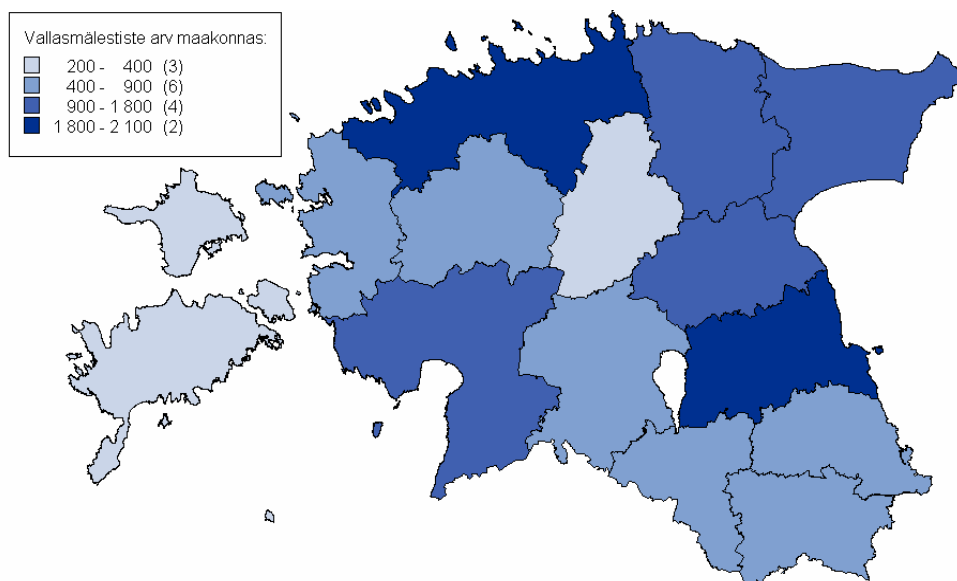 Vallasmälestiste arv maakonnas:
200 - 400 (3)
400 - 900 (6)
900 - 1 800 (4)
1 800 - 2 100 (2)